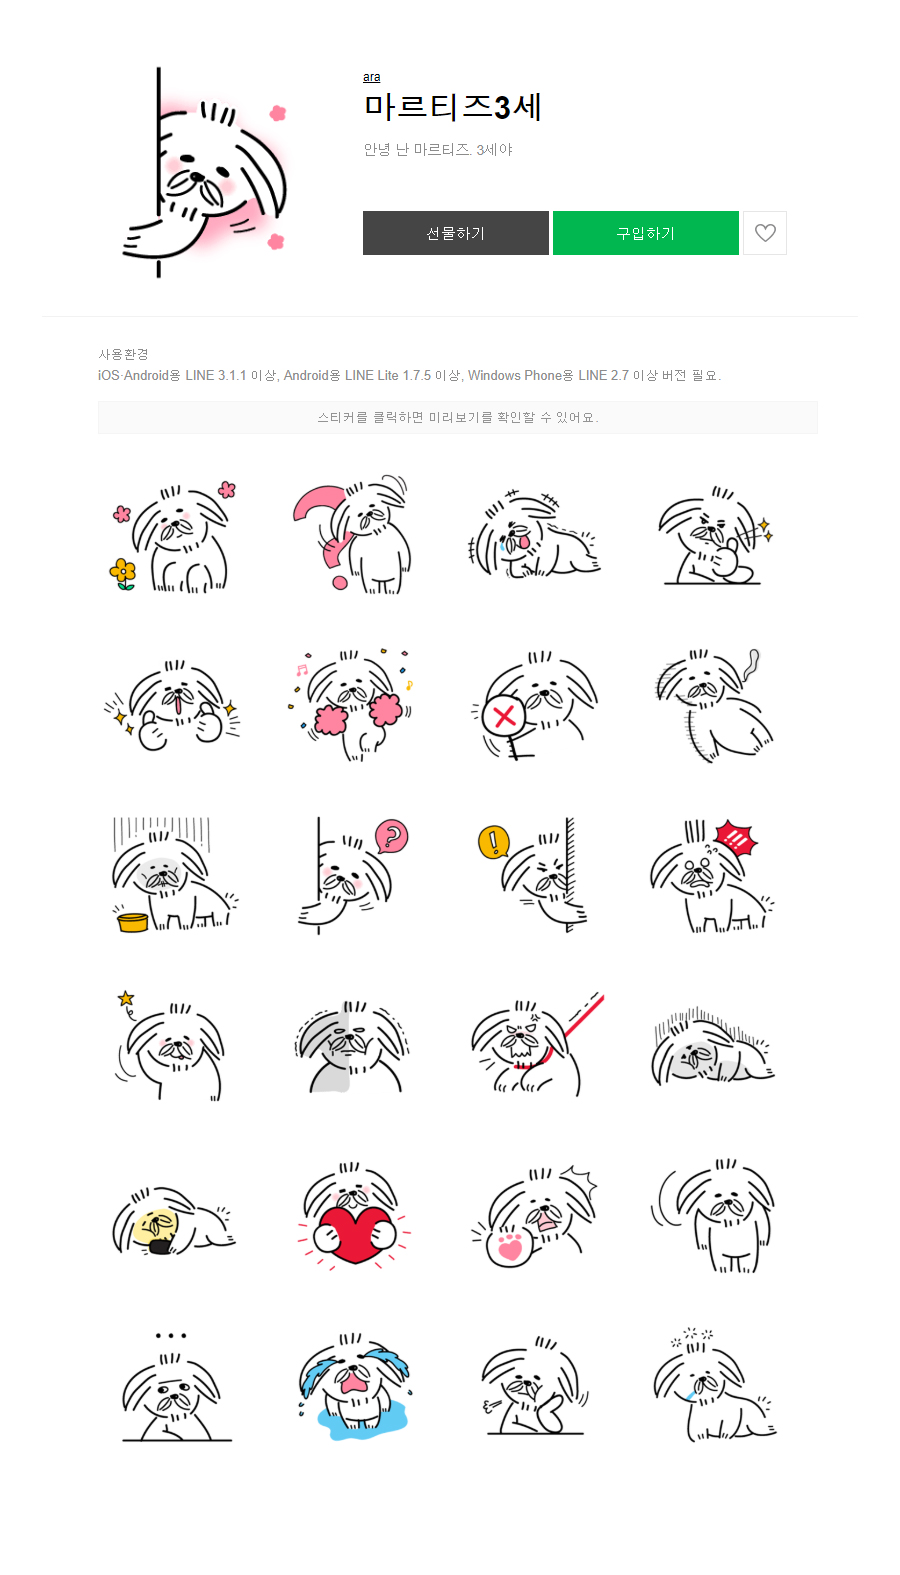 ara
마르티즈3세
안녕 난 마르티즈. 3세야
선물하기
구입하기
사용환경
iOS·Android용 LINE 3.1.1 이상, Android용 LINE Lite 1.7.5 이상, Windows Phone용 LINE 2.7 이상 버전 필요.
스티커를 클릭하면 미리보기를 확인할 수 있어요.
?
!
!!!